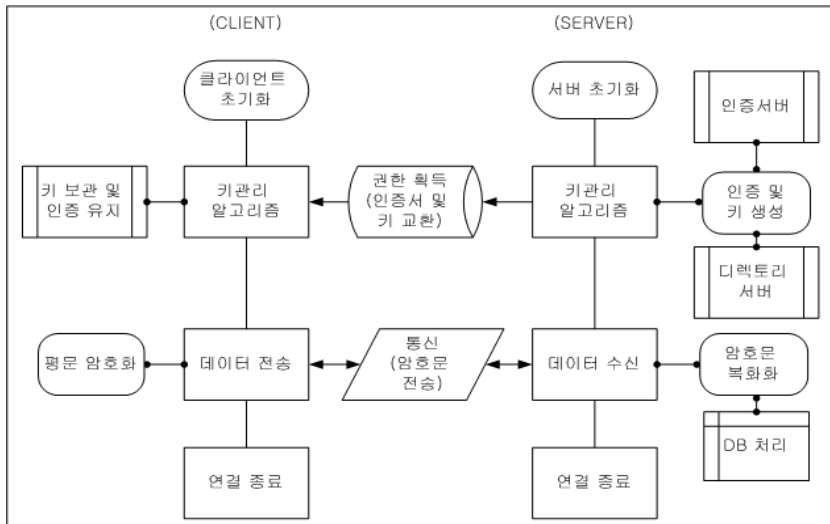 (CLIENT)
(SERVER)
클라이언트
초기화
서버 초기화
인증서버
키 보관 및
인증 유지
키관리
알고리즘
권한 획득
(인증서 및
키 교환)
키관리
알고리즘
인증 및
키 생성
디렉토리
서버
평문 암호화
데이터 전송
통신
(암호문
전송)
데이터 수신
암호문
복화화
DB 처리
연결 종료
연결 종료